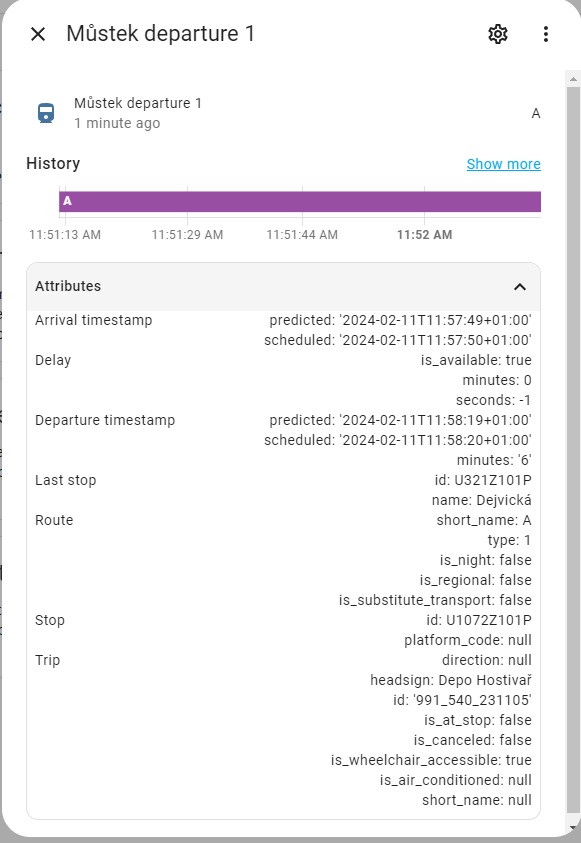 Můstek departure 1
Můstek departure 1
1 minute ago
A
History
Show more
A
11:51:13 AM 11:51:29 AM 11:51:44 AM 11:52 AM
Attributes
Arrival timestamp predicted: '2024-02-11T11:57:49+01:00'
scheduled: '2024-02-11T11:57:50+01:00'
Delay is_available: true
minutes: 0
seconds: -1
Departure timestamp predicted: '2024-02-11T11:58:19+01:00'
scheduled: '2024-02-11T11:58:20+01:00'
minutes: '6'
Last stop id: U321Z101P
name: Dejvická
Route short_name: A
type: 1
is_night: false
is_regional: false
is_substitute_transport: false
Stop id: U1072Z101P
platform_code: null
Trip direction: null
headsign: Depo Hostivař
id: '991_540_231105'
is_at_stop: false
is_canceled: false
is_wheelchair_accessible: true
is_air_conditioned: null
short_name: null